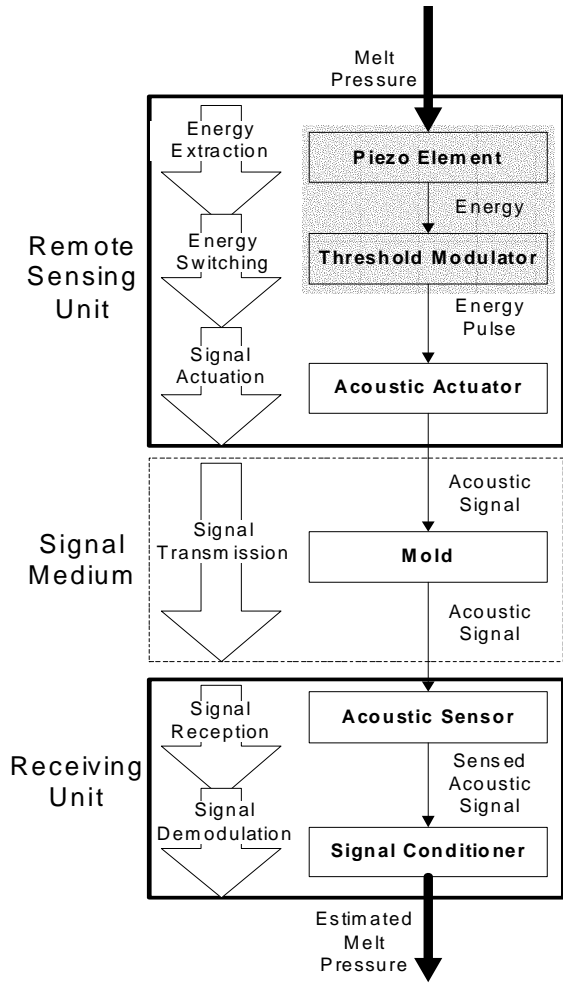 Melt
Pressure
Remote
Sensing
Unit
Energy
Extraction
Energy
Switching
Signal
Actuation
Piezo Element
Energy
Threshold Modulator
Energy
Pulse
Acoustic Actuator
Signal
Medium
Signal
Transmission
Acoustic
Signal
Mold
Acoustic
Signal
Receiving
Unit
Signal
Reception
Signal
Demodulation
Acoustic Sensor
Sensed
Acoustic
Signal
Signal Conditioner
Estimated
Melt
Pressure